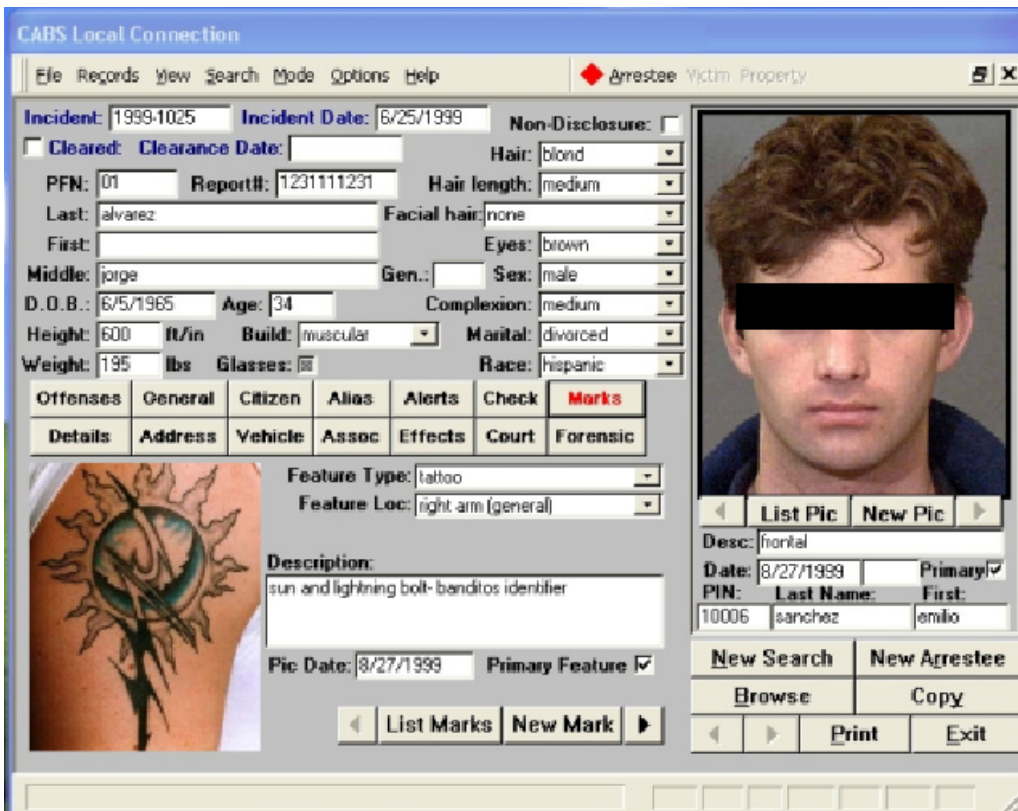 CABS Local Connection
File Records View Search Mode Options Help Arrestee Victim Property
Incident: 1999-1025 Incident Date: 6/25/1999 Non-Disclosure:
Cleared: Clearance Date: Hair: blond
PFN: 01 Report#: 1231111231 Hair length: medium
Last: alvarez Facial hair: none
First: Eyes: brown
Middle: jorge Gen.: Sex: male
D.O.B.: 6/5/1965 Age: 34 Complexion: medium
Height: 600 ft/in Build: muscular Marital: divorced
Weight: 195 lbs Glasses: Race: hispanic
Offenses General Citizen Alias Alerts Check Marks
Details Address Vehicle Assoc Effects Court Forensic
Feature Type: tattoo
Feature Loc: right arm (general)
Description:
sun and lightning bolt- banditos identifier
Pic Date: 8/27/1999 Primary Feature
List Marks New Mark
List Pic New Pic
Desc: frontal
Date: 8/27/1999 Primary
PIN: Last Name: First:
10006 sanchez emilio
New Search New Arrestee
Browse Copy
Print Exit